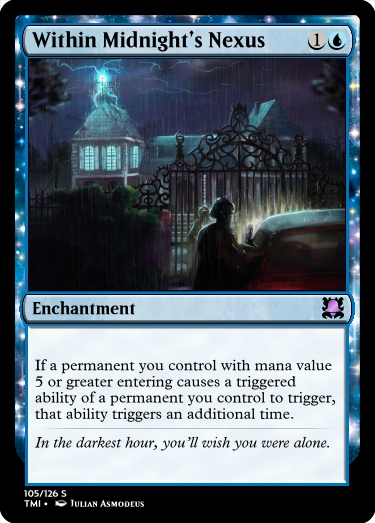 Within Midnight's Nexus 1
Enchantment
If a permanent you control with mana value
5 or greater entering causes a triggered
ability of a permanent you control to trigger,
that ability triggers an additional time.
In the darkest hour, you'll wish you were alone.
105/126 S
TMI • Julian Asmodeus